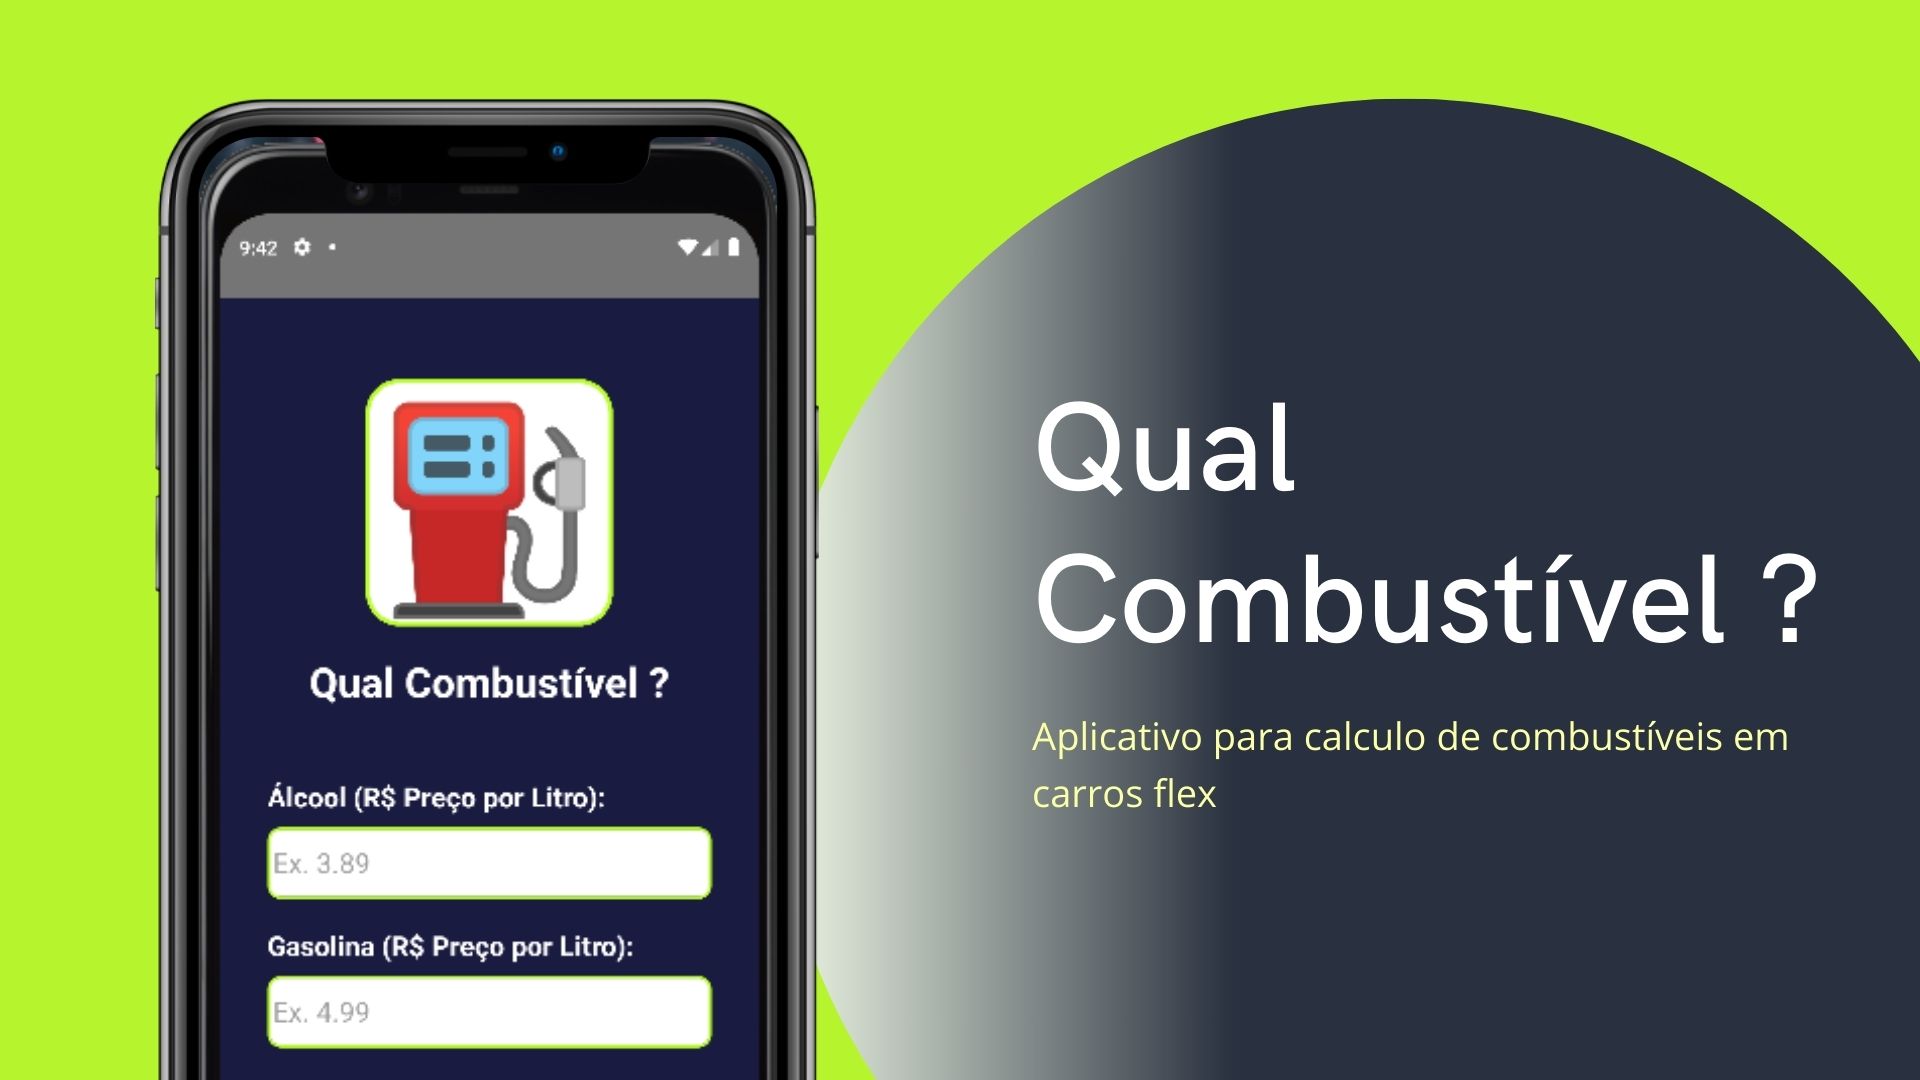 9:42
Qual Combustível ?
Álcool (R$ Preço por Litro):
Ex. 3.89
Gasolina (R$ Preço por Litro):
Ex. 4.99
Qual
Combustível ?
Aplicativo para calculo de combustíveis em
carros flex